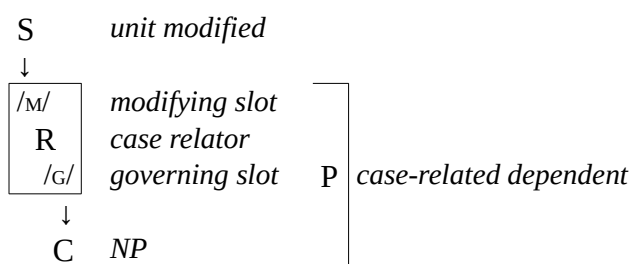 S unit modified
↓
/M/ modifying slot
R case relator
/G/ governing slot P case-related dependent
↓
C NP